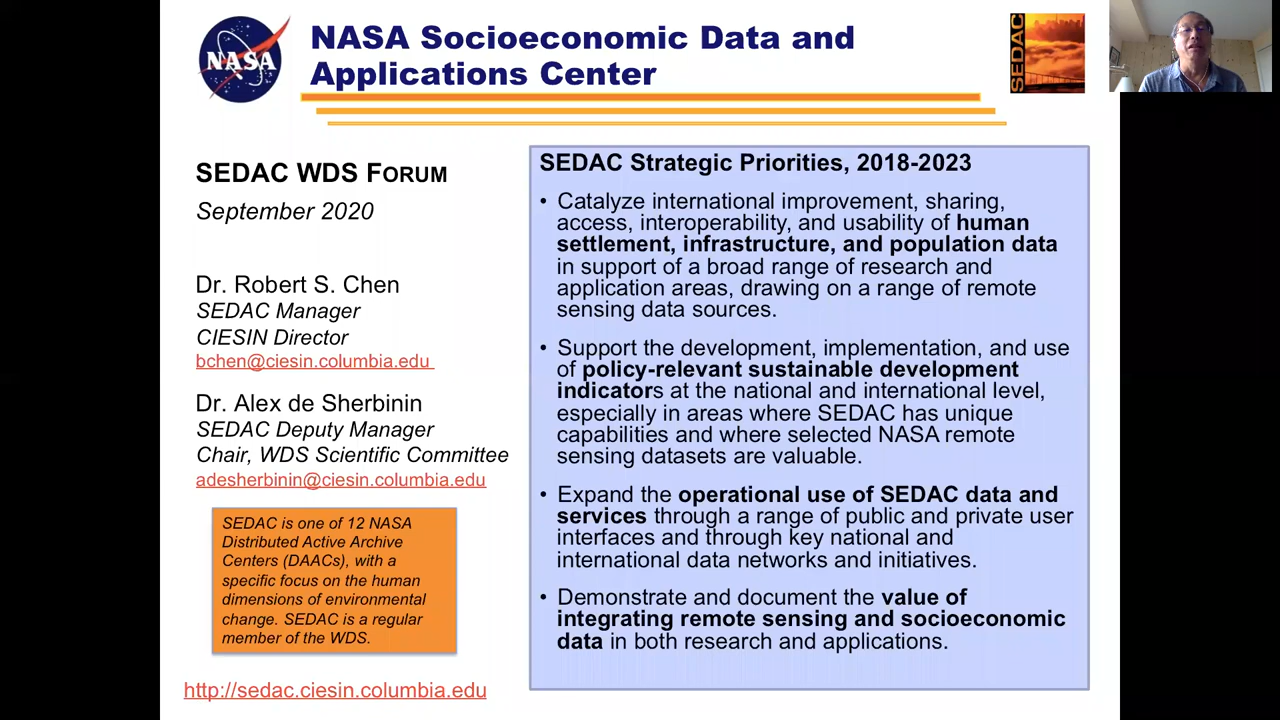 NASA
NASA Socioeconomic Data and
Applications Center
SEDAC
SEDAC WDS FORUM
September 2020
Dr. Robert S. Chen
SEDAC Manager
CIESIN Director
bchen@ciesin.columbia.edu
Dr. Alex de Sherbinin
SEDAC Deputy Manager
Chair, WDS Scientific Committee
adesherbinin@ciesin.columbia.edu
SEDAC is one of 12 NASA
Distributed Active Archive
Centers (DAACs), with a
specific focus on the human
dimensions of environmental
change. SEDAC is a regular
member of the WDS.
http://sedac.ciesin.columbia.edu
SEDAC Strategic Priorities, 2018-2023
• Catalyze international improvement, sharing,
access, interoperability, and usability of human
settlement, infrastructure, and population data
in support of a broad range of research and
application areas, drawing on a range of remote
sensing data sources.
• Support the development, implementation, and use
of policy-relevant sustainable development
indicators at the national and international level,
especially in areas where SEDAC has unique
capabilities and where selected NASA remote
sensing datasets are valuable.
• Expand the operational use of SEDAC data and
services through a range of public and private user
interfaces and through key national and
international data networks and initiatives.
• Demonstrate and document the value of
integrating remote sensing and socioeconomic
data in both research and applications.